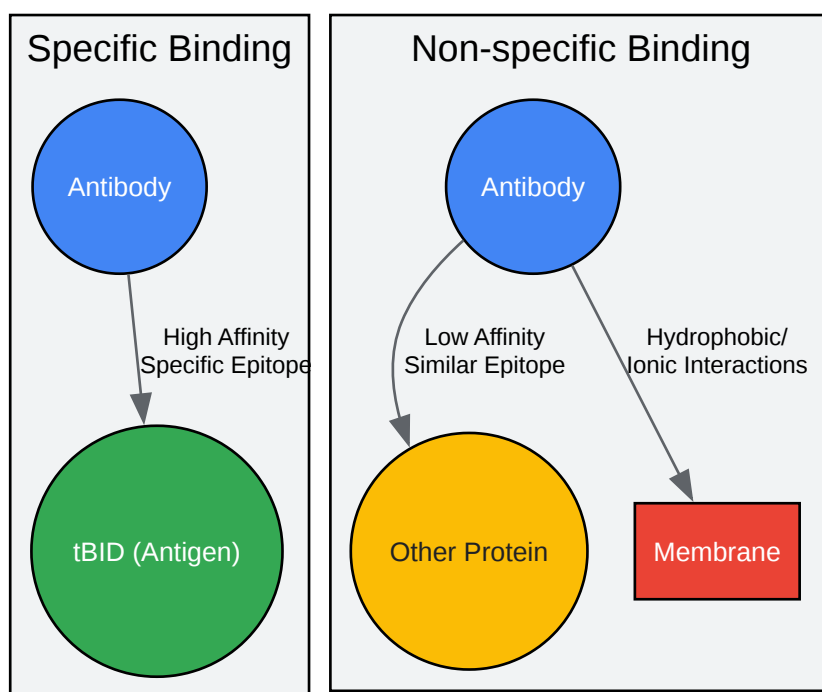 Specific Binding
Antibody
High Affinity
Specific Epitope
tBID (Antigen)
Non-specific Binding
Antibody
Low Affinity
Similar Epitope
Hydrophobic/
Ionic Interactions
Other Protein
Membrane